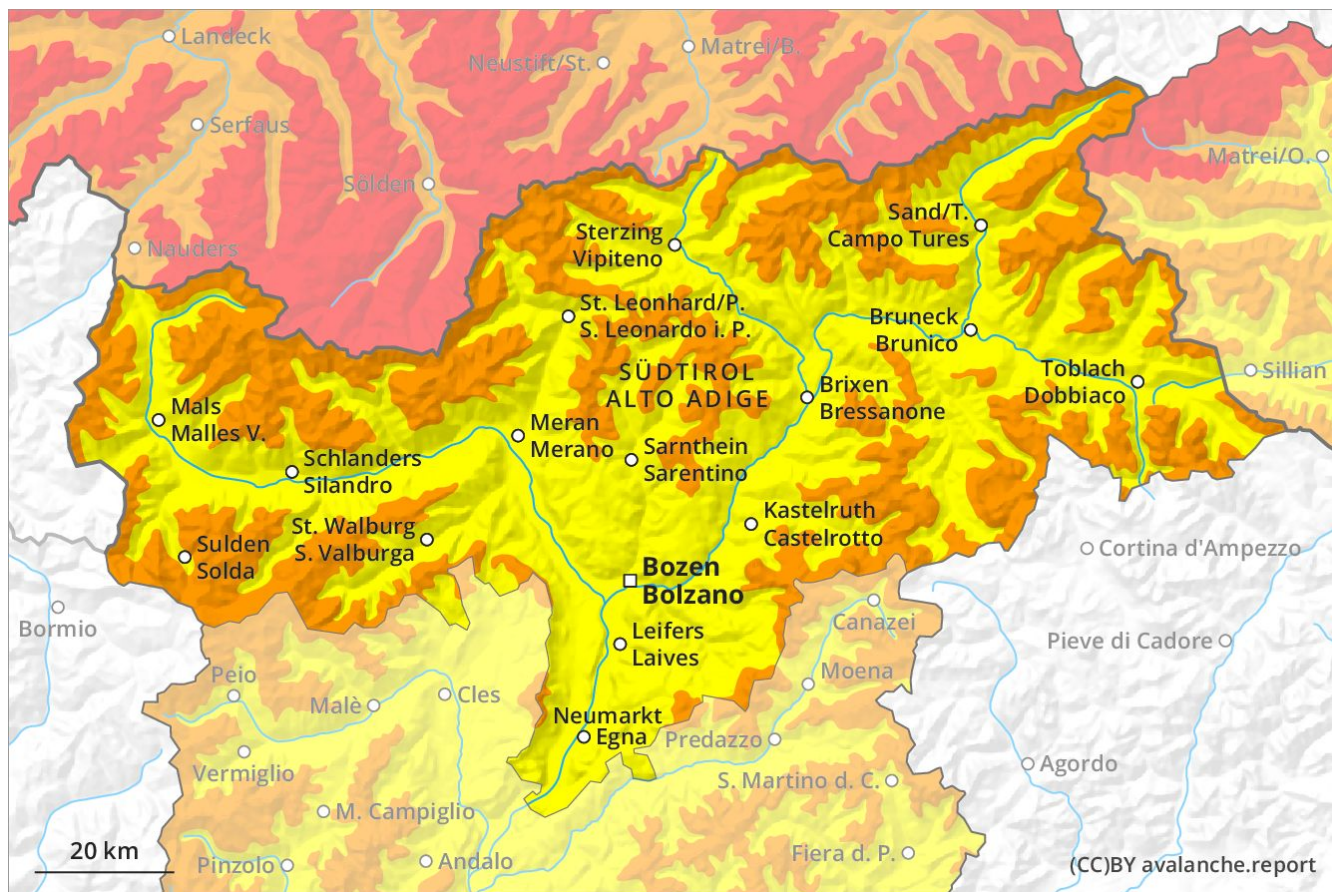 Landeck
Matrei/B.
Neustift/St.
Serfaus
Matrei/O.
Sölden
Sand/T.
Campo Tures
Sterzing
Vipiteno
Nauders
St. Leonhard/P.
S. Leonardo i. P.
Bruneck
Brunico
SÜDTIROL
ALTO ADIGE
Toblach
Dobbiaco
Sillian
Brixen
Bressanone
Mals
Malles V.
Meran
Merano
Sarnthein
Sarentino
Schlanders
Silandro
Kastelruth
Castelrotto
St. Walburg
S. Valburga
Sulden
Solda
Cortina d'Ampezzo
Bozen
Bolzano
Bormio
Canazei
Leifers
Laives
Pieve di Cadore
Moena
Peio
Malè
Cles
Neumarkt
Egna
Predazzo
Vermiglio
Agordo
S. Martino d. C.
M. Campiglio
20 km
Pinzolo
Andalo
Fiera d. P.
(CC)BY avalanche.report